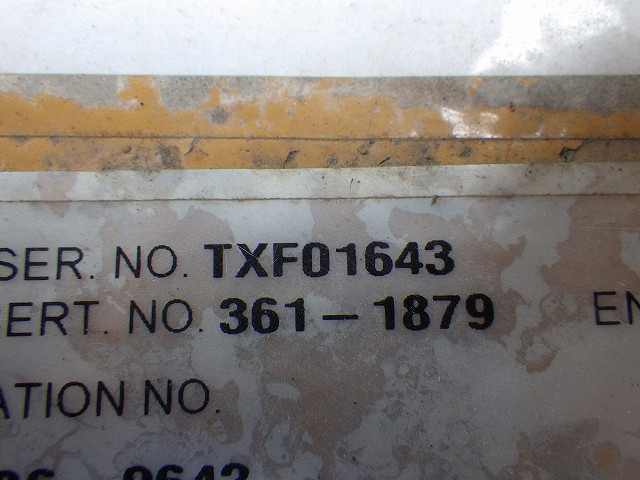 SER. NO. TXF01643
ERT. NO. 361-1879 EN
ATION NO.